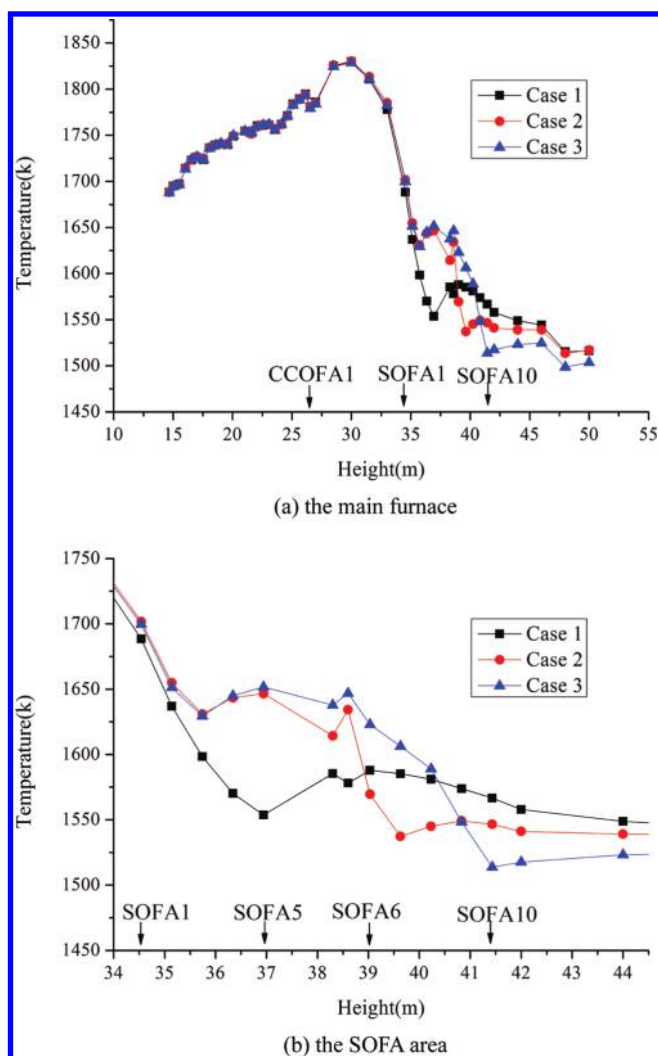 1850
1800
1750
1700
1650
1600
1550
1500
1450
Temperature(k)
Case 1
Case 2
Case 3
CCOFA1 SOFA1 SOFA10
10 15 20 25 30 35 40 45 50 55
Height(m)
(a) the main furnace
1750
1700
1650
1600
1550
1500
1450
Temperature(k)
Case 1
Case 2
Case 3
SOFA1 SOFA5 SOFA6 SOFA10
34 35 36 37 38 39 40 41 42 43 44
Height(m)
(b) the SOFA area